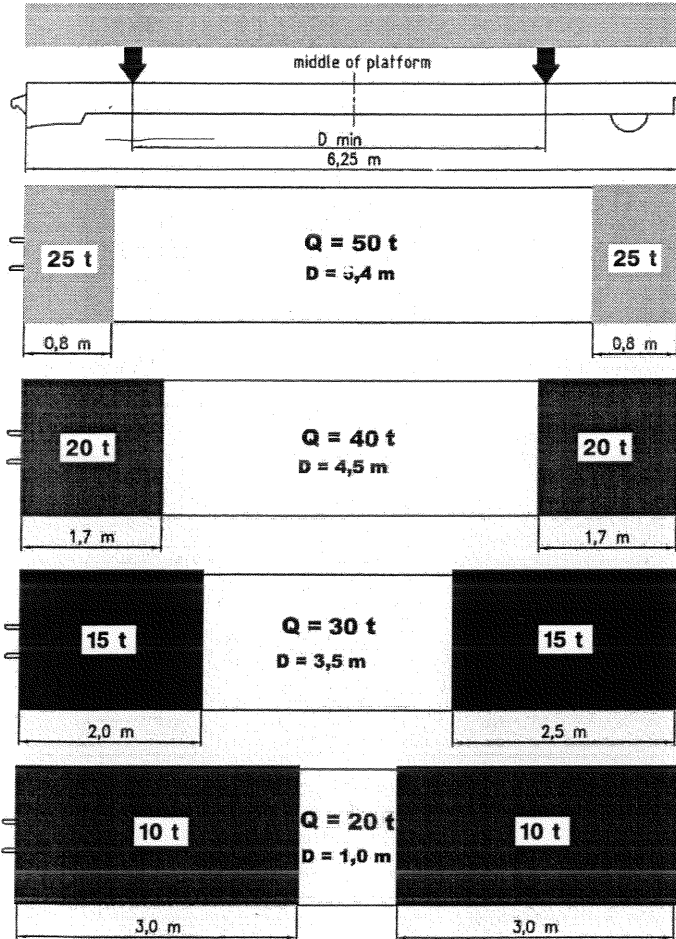 middle of platform
D min
6,25 m
25 t
Q = 50 t
D = 5,4 m
25 t
0,8 m
0,8 m
20 t
Q = 40 t
D = 4,5 m
20 t
1,7 m
1,7 m
15 t
Q = 30 t
D = 3,5 m
15 t
2,0 m
2,5 m
10 t
Q = 20 t
D = 1,0 m
10 t
3,0 m
3,0 m